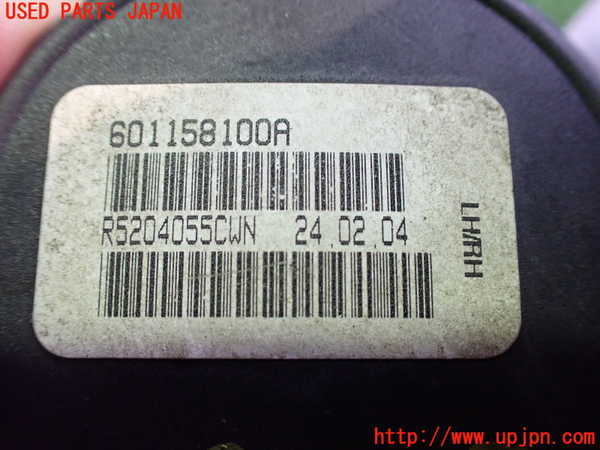 USED PARTS JAPAN
601158100A
R5204055CWN 24.02.04
LH/RH
http://www.upjpn.com/